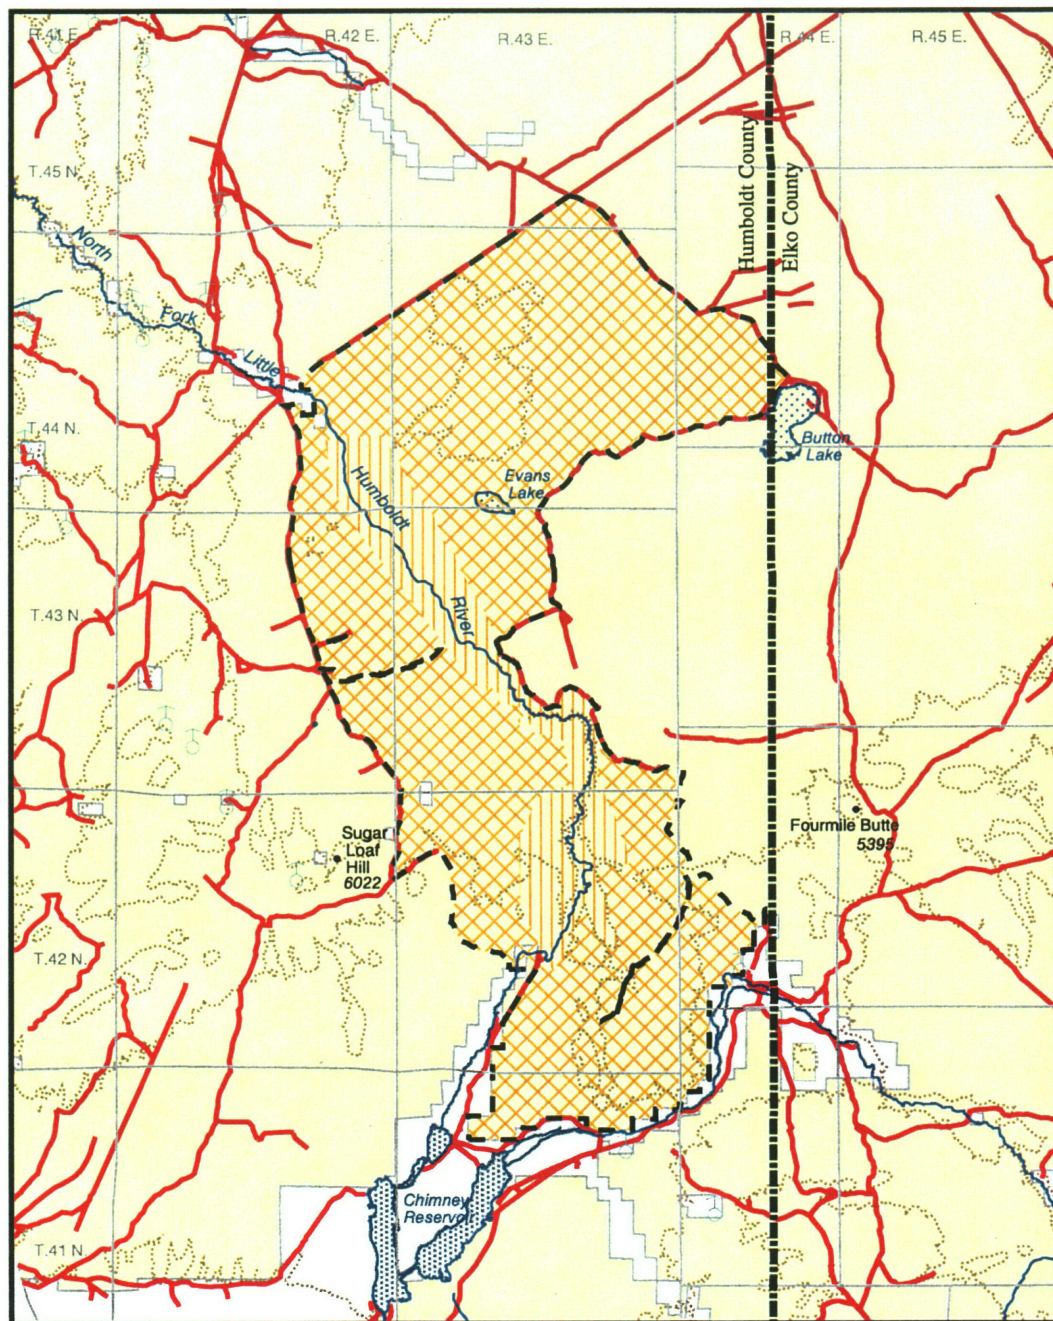 R.41 E.
R.42 E.
R.43 E.
R.44 E.
R.45 E.
T.45 N.
Humboldt County
Elko County
North
Fork
Little
Humboldt
River
T.44 N.
Button
Lake
Evans
Lake
T.43 N.
Sugar
Loaf
Hill
6022
Fourmile Butte
5395
T.42 N.
Chimney
Reservoir
T.41 N.